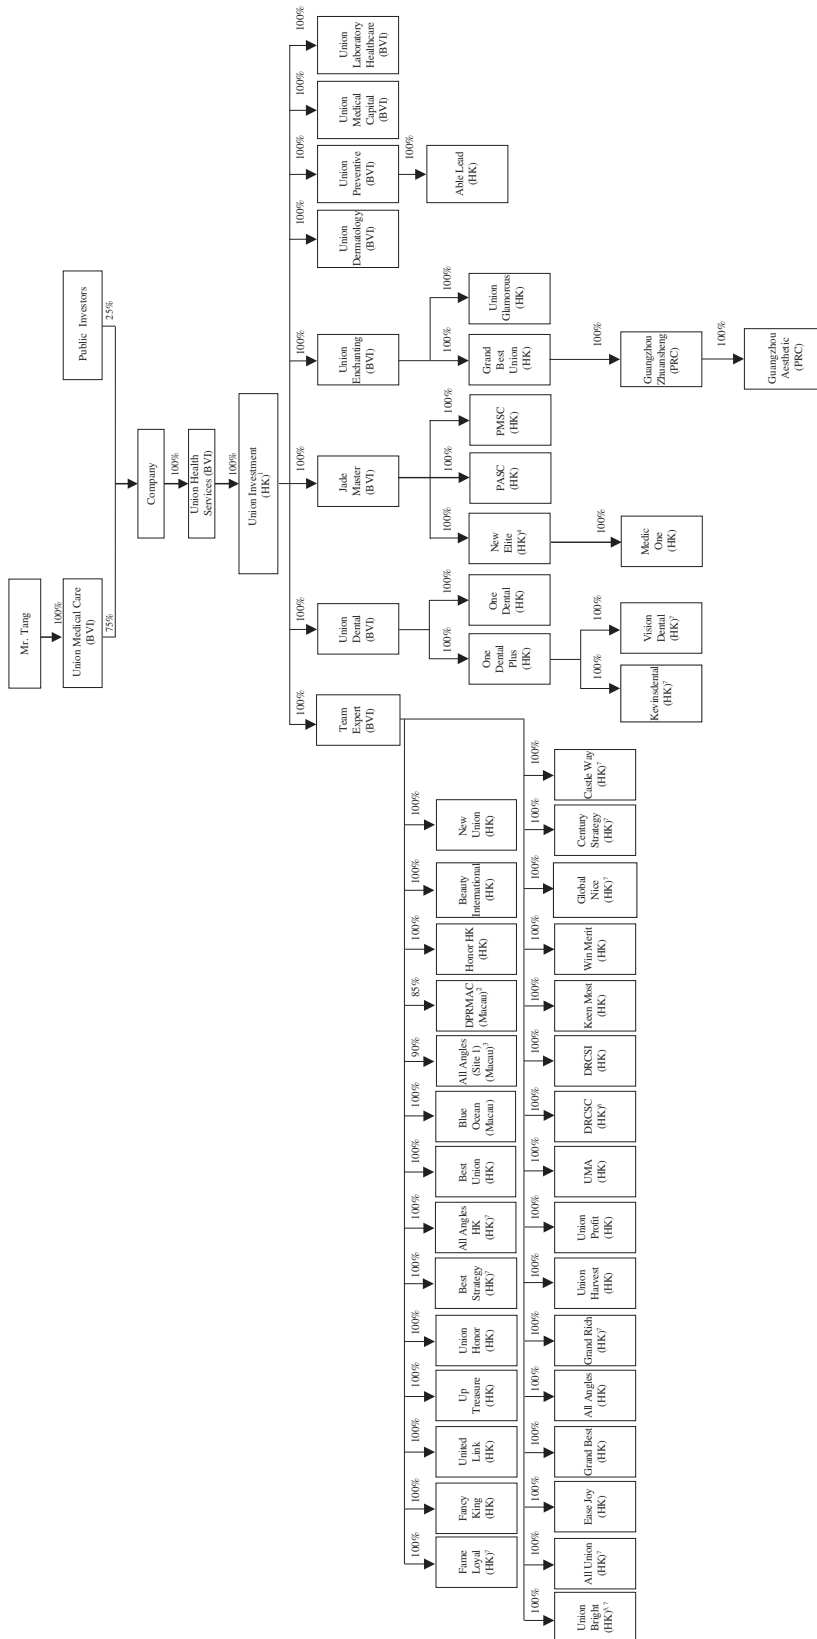 Mr. Tang
100%
Union Medical Care
(BVI)
75%
Public Investors
25%
Company
100%
Union Health
Services (BVI)
100%
Union Investment
(HK)1
100%
Team
Expert
(BVI)
100%
Union
Dental
(BVI)
100%
Jade
Master
(BVI)
100%
Union
Enchanting
(BVI)
100%
Union
Dermatology
(BVI)
100%
Union
Preventive
(BVI)
100%
Union
Medical
Capital
(BVI)
100%
Union
Laboratory
Healthcare
(BVI)
100%
Able Lead
(HK)
100%
One
Dental Plus
(HK)
100%
One
Dental
(HK)
100%
New
Elite
(HK)4
100%
PASC
(HK)
100%
PMSC
(HK)
100%
Grand
Best
Union
(HK)
100%
Union
Glamorous
(HK)
100%
Kevinsdental
(HK)7
100%
Vision
Dental
(HK)7
100%
Medic
One
(HK)
100%
Guangzhou
Zhuansheng
(PRC)
100%
Guangzhou
Aesthetic
(PRC)
100%
Fame
Loyal
(HK)7
100%
Fancy
King
(HK)
100%
United
Link
(HK)
100%
Up
Treasure
(HK)
100%
Union
Honor
(HK)
100%
Best
Strategy
(HK)7
100%
All Angles
HK
(HK)7
100%
Best
Union
(HK)
100%
Blue
Ocean
(Macau)
90%
All Angles
(Site 1)
(Macau)3
85%
DPRMAC
(Macau)2
100%
Honor HK
(HK)
100%
Beauty
International
(HK)
100%
New
Union
(HK)
100%
Union
Bright
(HK)5,7
100%
All Union
(HK)7
100%
Ease Joy
(HK)
100%
Grand Best
(HK)
100%
All Angles
(HK)
100%
Grand Rich
(HK)7
100%
Union
Harvest
(HK)
100%
Union
Profit
(HK)
100%
UMA
(HK)
100%
DRCSC
(HK)6
100%
DRCSI
(HK)
100%
Keen Most
(HK)
100%
Win Merit
(HK)
100%
Global
Nice
(HK)7
100%
Century
Strategy
(HK)7
100%
Castle Way
(HK)7